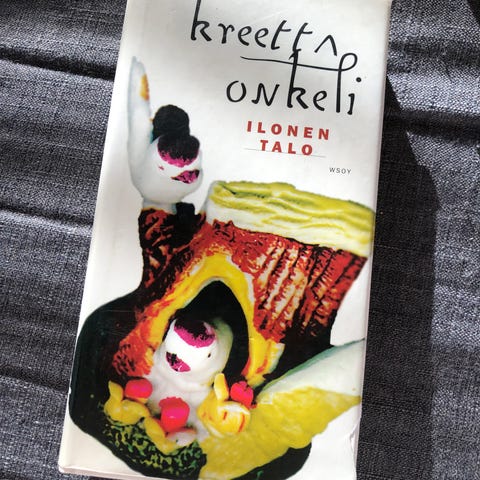 kreetta
onkeli
ILONEN
TALO
WSOY